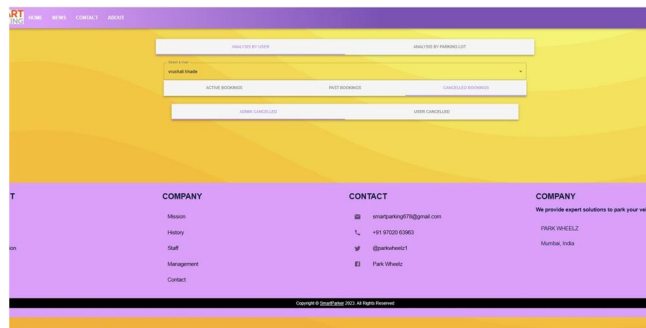 ART
KING
HOME NEWS CONTACT ABOUT
ANALYSIS BY USER ANALYSIS BY PARKING LOT
Select a User
vrushali khade
ACTIVE BOOKINGS PAST BOOKINGS CANCELLED BOOKINGS
ADMIN CANCELLED USER CANCELLED
T COMPANY CONTACT COMPANY
We provide expert solutions to park your vel
Mission smartparking678@gmail.com
PARK WHEELZ
History +91 97020 63963
Mumbai, India
ion Staff @parkwheelz1
Management Park Wheelz
Contact
Copyright © SmartParker 2023. All Rights Reserved